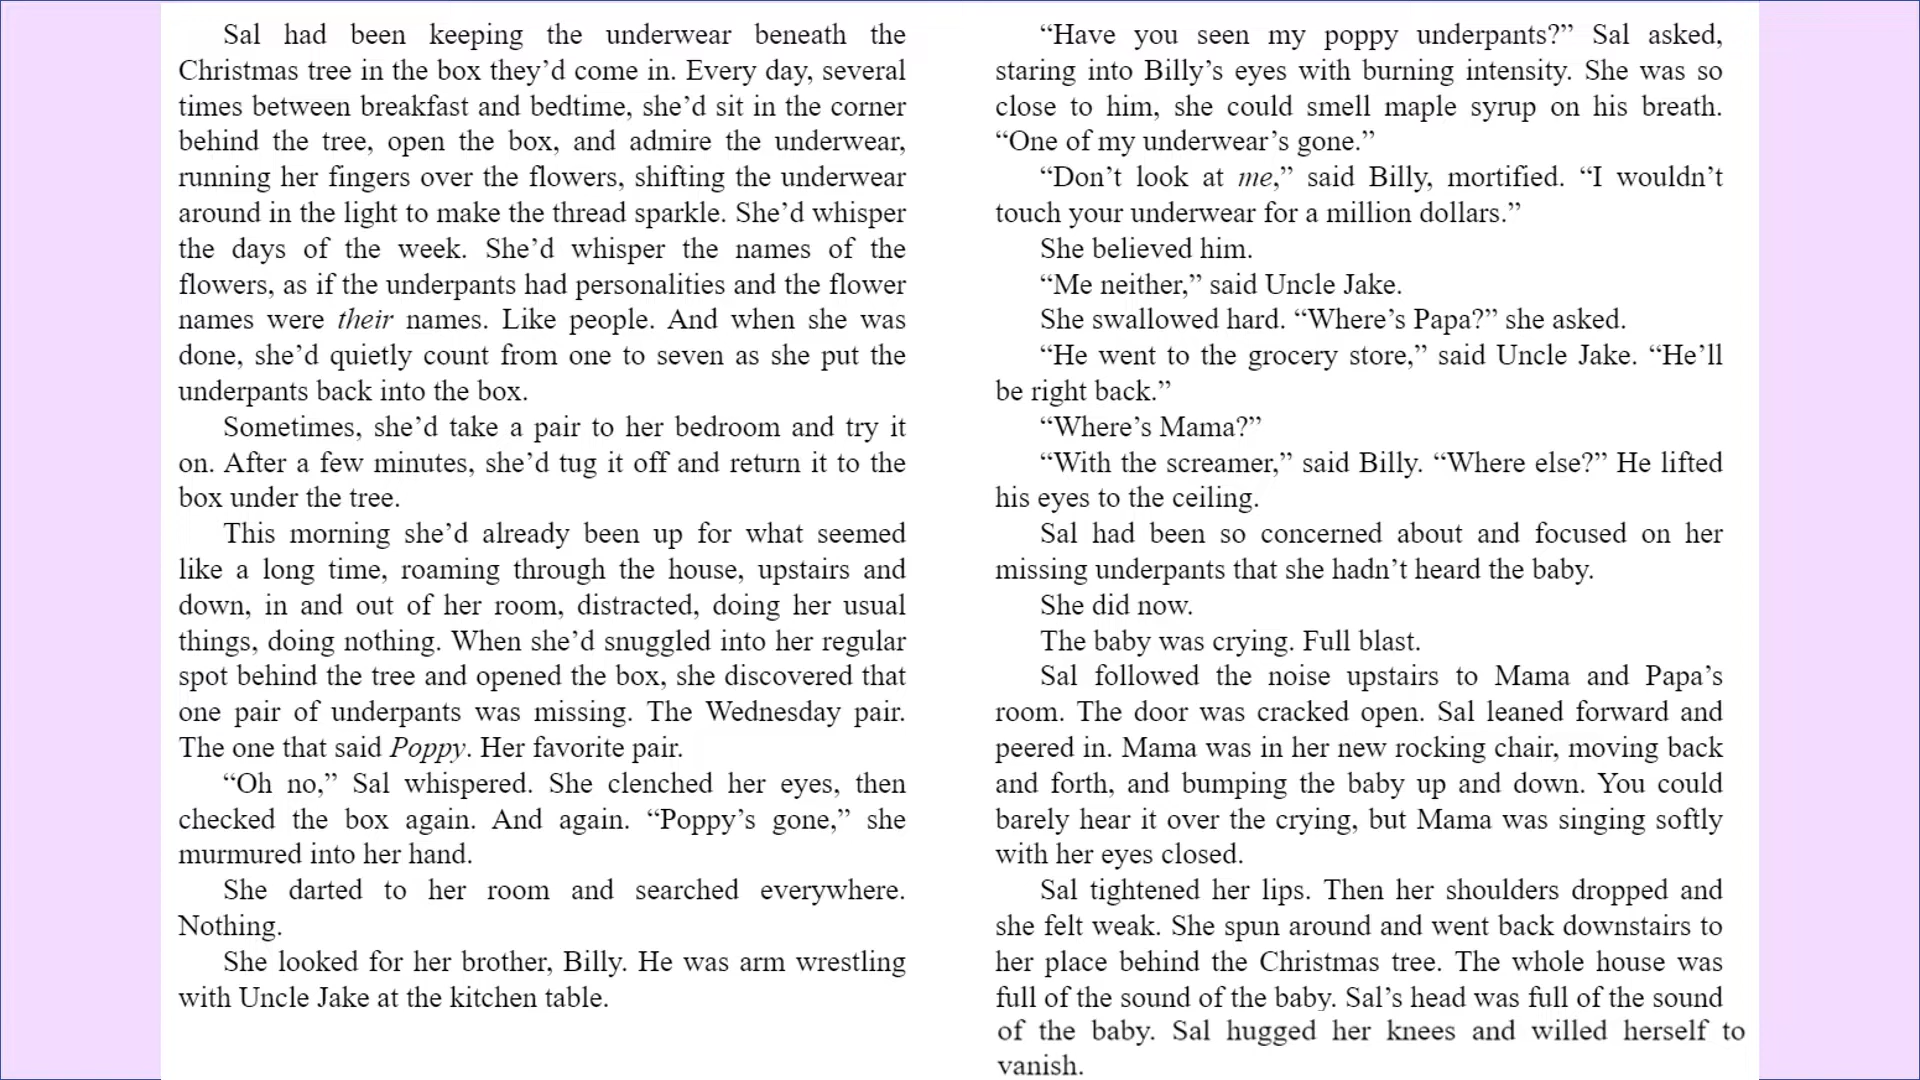 Sal had been keeping the underwear beneath the
Christmas tree in the box they’d come in. Every day, several
times between breakfast and bedtime, she’d sit in the corner
behind the tree, open the box, and admire the underwear,
running her fingers over the flowers, shifting the underwear
around in the light to make the thread sparkle. She’d whisper
the days of the week. She’d whisper the names of the
flowers, as if the underpants had personalities and the flower
names were their names. Like people. And when she was
done, she’d quietly count from one to seven as she put the
underpants back into the box.
Sometimes, she’d take a pair to her bedroom and try it
on. After a few minutes, she’d tug it off and return it to the
box under the tree.
This morning she’d already been up for what seemed
like a long time, roaming through the house, upstairs and
down, in and out of her room, distracted, doing her usual
things, doing nothing. When she’d snuggled into her regular
spot behind the tree and opened the box, she discovered that
one pair of underpants was missing. The Wednesday pair.
The one that said Poppy. Her favorite pair.
“Oh no,” Sal whispered. She clenched her eyes, then
checked the box again. And again. “Poppy’s gone,” she
murmured into her hand.
She darted to her room and searched everywhere.
Nothing.
She looked for her brother, Billy. He was arm wrestling
with Uncle Jake at the kitchen table.
“Have you seen my poppy underpants?” Sal asked,
staring into Billy’s eyes with burning intensity. She was so
close to him, she could smell maple syrup on his breath.
“One of my underwear’s gone.”
“Don’t look at me,” said Billy, mortified. “I wouldn’t
touch your underwear for a million dollars.”
She believed him.
“Me neither,” said Uncle Jake.
She swallowed hard. “Where’s Papa?” she asked.
“He went to the grocery store,” said Uncle Jake. “He’ll
be right back.”
“Where’s Mama?”
“With the screamer,” said Billy. “Where else?” He lifted
his eyes to the ceiling.
Sal had been so concerned about and focused on her
missing underpants that she hadn’t heard the baby.
She did now.
The baby was crying. Full blast.
Sal followed the noise upstairs to Mama and Papa’s
room. The door was cracked open. Sal leaned forward and
peered in. Mama was in her new rocking chair, moving back
and forth, and bumping the baby up and down. You could
barely hear it over the crying, but Mama was singing softly
with her eyes closed.
Sal tightened her lips. Then her shoulders dropped and
she felt weak. She spun around and went back downstairs to
her place behind the Christmas tree. The whole house was
full of the sound of the baby. Sal’s head was full of the sound
of the baby. Sal hugged her knees and willed herself to
vanish.